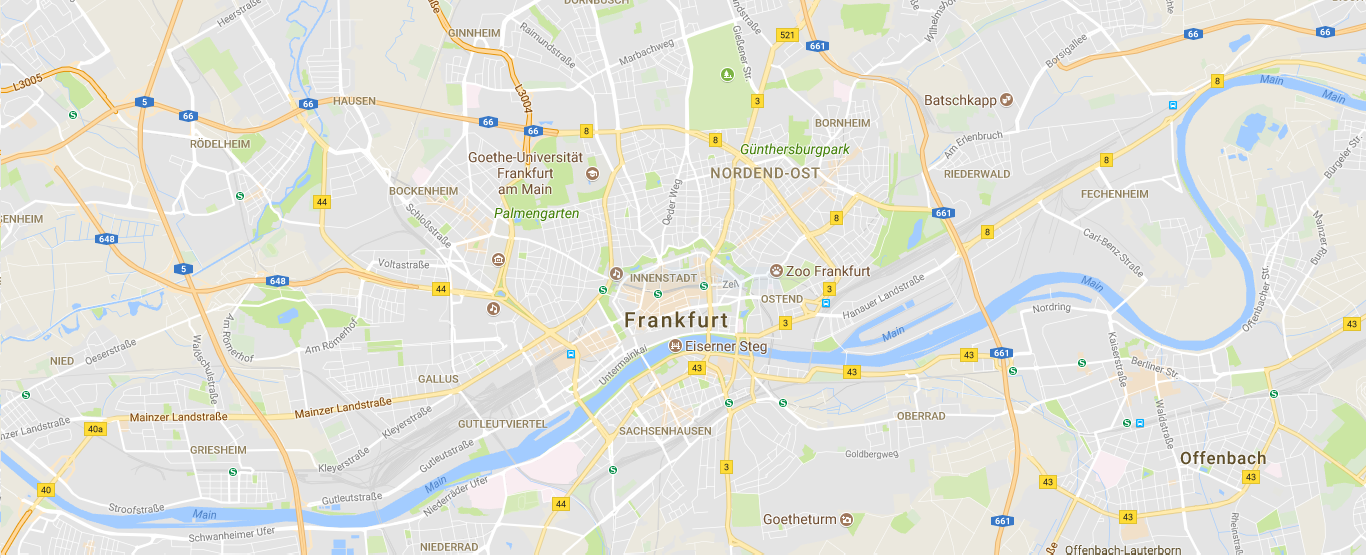 Heerstraße
DORNBUSCH
GINNHEIM
Raimundstraße
Marbachweg
Gießener Str.
521
661
Wilhelmshö
Borsigallee
66
66
L3005
5
66
66
HAUSEN
L3004
66
66
8
8
3
8
Main
Main
Batschkapp
BORNHEIM
RÖDELHEIM
Am Erlenbruch
Günthersburgpark
Burgeler Str.
Goethe-Universität
Frankfurt
am Main
NORDEND-OST
RIEDERWALD
8
FECHENHEIM
BOCKENHEIM
Palmengarten
Oeder Weg
44
Schloßstraße
SENHEIM
648
8
661
8
Carl-Benz-Straße
Mainzer Ring
5
Voltastraße
648
44
INNENSTADT
Zeil
Zoo Frankfurt
OSTEND
3
Hanauer Landstraße
Main
Nordring
Offenbacher Str
Frankfurt
3
Main
43
Am Römerhof
Am Römerhof
Oeserstraße
NIED
Waldschulstraße
Untermainkai
Eiserner Steg
43
43
43
661
Berliner Str.
GALLUS
Mainzer Landstraße
Mainzer Landstraße
nzer Landstraße
Kleyerstraße
GUTLEUTVIERTEL
SACHSENHAUSEN
OBERRAD
Waldstraße
40a
GRIESHEIM
Kleyerstraße
Gutleutstraße
Goldbergweg
Offenbach
3
43
43
40
Main
Niederräder Ufer
Gutleutstraße
44
Stroofstraße
Main
Schwanheimer Ufer
NIEDERRAD
Goetheturm
661
43
Rheinstraße
Offenbach-Lauterborn